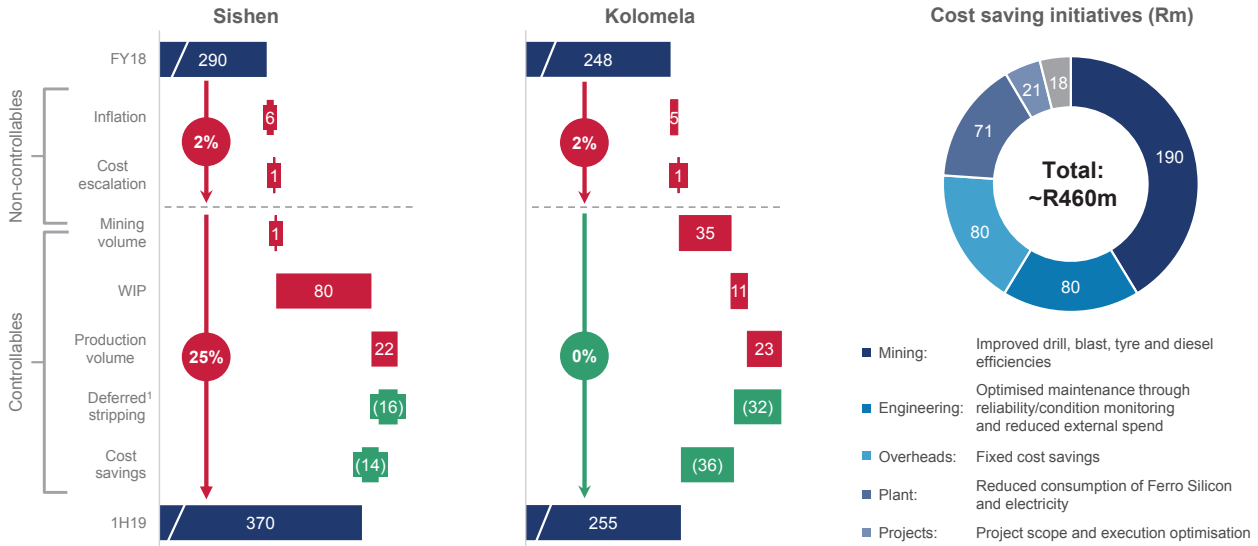 Sishen
Kolomela
Cost saving initiatives (Rm)
FY18
290
248
Non-controllables
Inflation
6
5
2%
2%
Cost
escalation
1
1
Controllables
Mining
volume
1
35
WIP
80
11
Production
volume
22
23
25%
0%
Deferred¹
stripping
(16)
(32)
Cost
savings
(14)
(36)
1H19
370
255
18
21
71
190
80
80
Total:
~R460m
Mining: Improved drill, blast, tyre and diesel
efficiencies
Engineering: Optimised maintenance through
reliability/condition monitoring
and reduced external spend
Overheads: Fixed cost savings
Plant: Reduced consumption of Ferro Silicon
and electricity
Projects: Project scope and execution optimisation